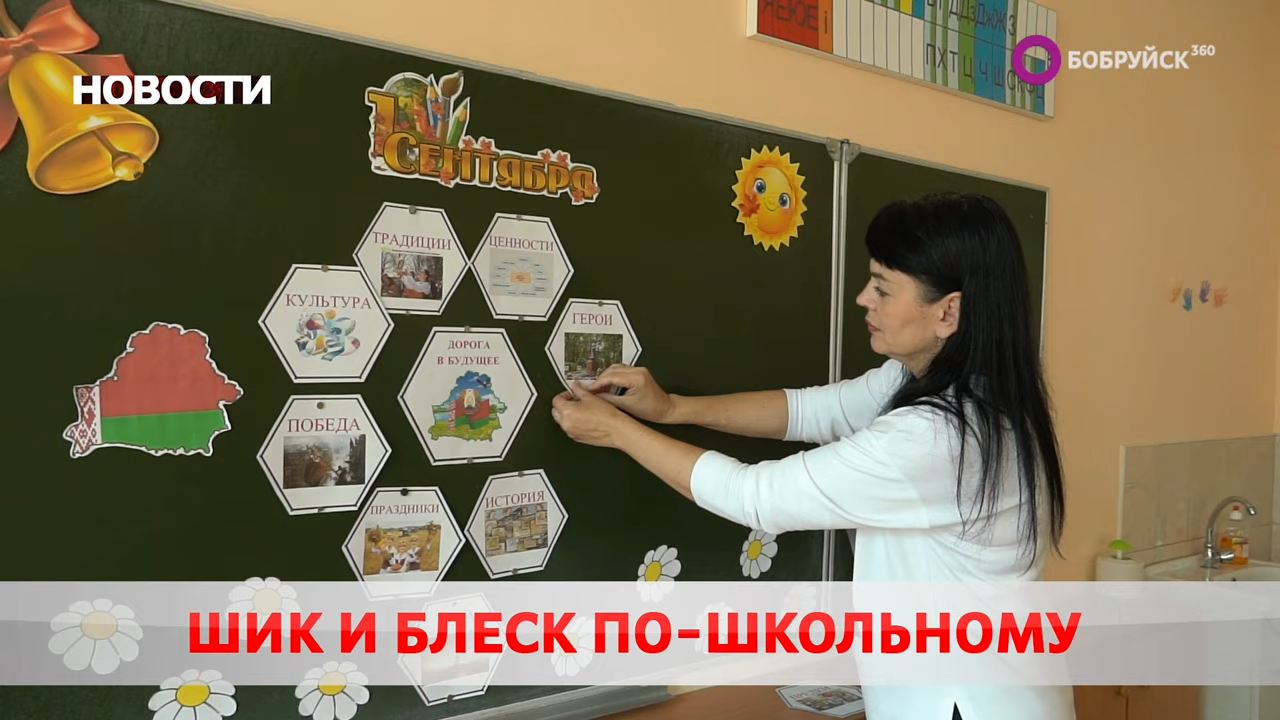 НОВОСТИ
БОБРУЙСК360
1 СЕНТЯБРЯ
ТРАДИЦИИ
ЦЕННОСТИ
КУЛЬТУРА
ГЕРОИ
ДОРОГА
В БУДУЩЕЕ
ПОБЕДА
ПРАЗДНИКИ
ИСТОРИЯ
ШИК И БЛЕСК ПО-ШКОЛЬНОМУ